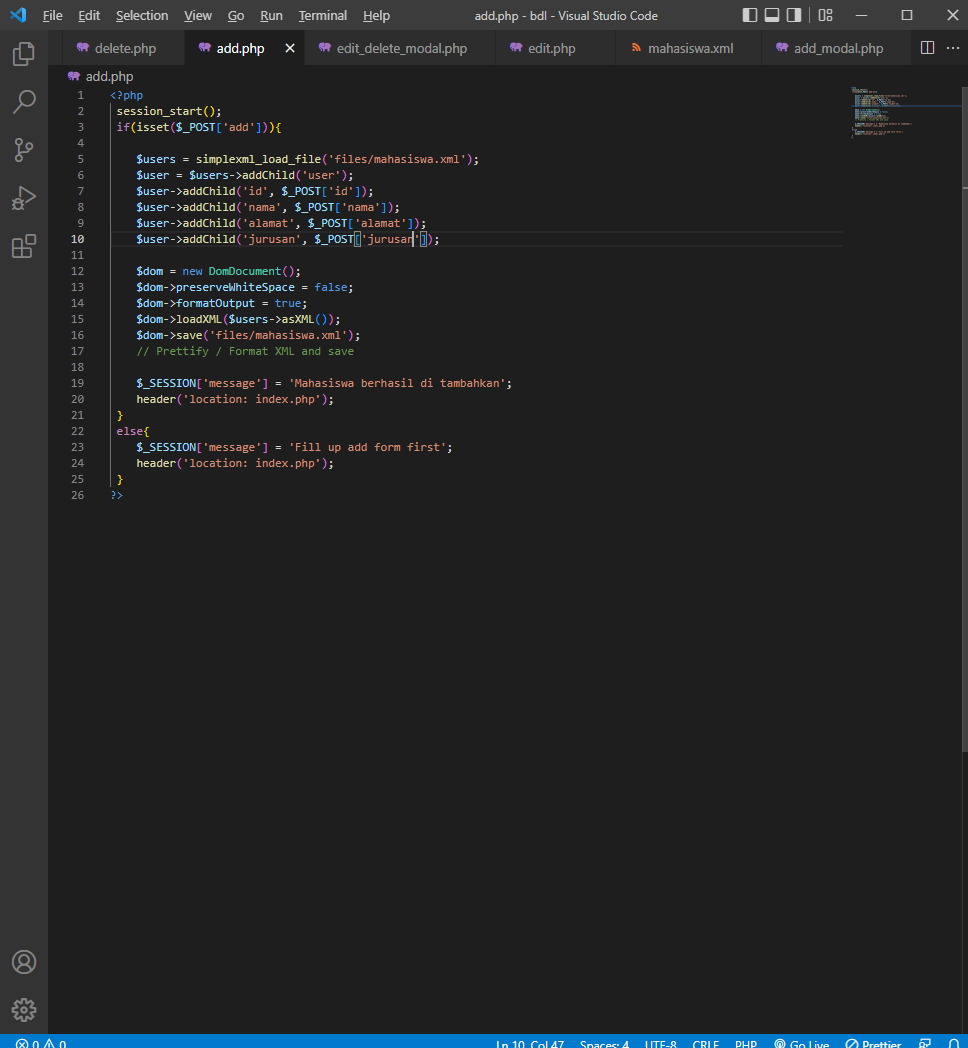 File Edit Selection View Go Run Terminal Help add.php - bdl - Visual Studio Code
delete.php add.php edit_delete_modal.php edit.php mahasiswa.xml add_modal.php
add.php
1 <?php
2 session_start();
3 if(isset($_POST['add'])){
4
5 $users = simplexml_load_file('files/mahasiswa.xml');
6 $user = $users->addChild('user');
7 $user->addChild('id', $_POST['id']);
8 $user->addChild('nama', $_POST['nama']);
9 $user->addChild('alamat', $_POST['alamat']);
10 $user->addChild('jurusan', $_POST['jurusan']);
11
12 $dom = new DomDocument();
13 $dom->preserveWhiteSpace = false;
14 $dom->formatOutput = true;
15 $dom->loadXML($users->asXML());
16 $dom->save('files/mahasiswa.xml');
17 // Prettify / Format XML and save
18
19 $_SESSION['message'] = 'Mahasiswa berhasil di tambahkan';
20 header('location: index.php');
21 }
22 else{
23 $_SESSION['message'] = 'Fill up add form first';
24 header('location: index.php');
25 }
26 ?>
0 0 Ln 10, Col 47 Spaces: 4 UTF-8 CRLF PHP Go Live Prettier